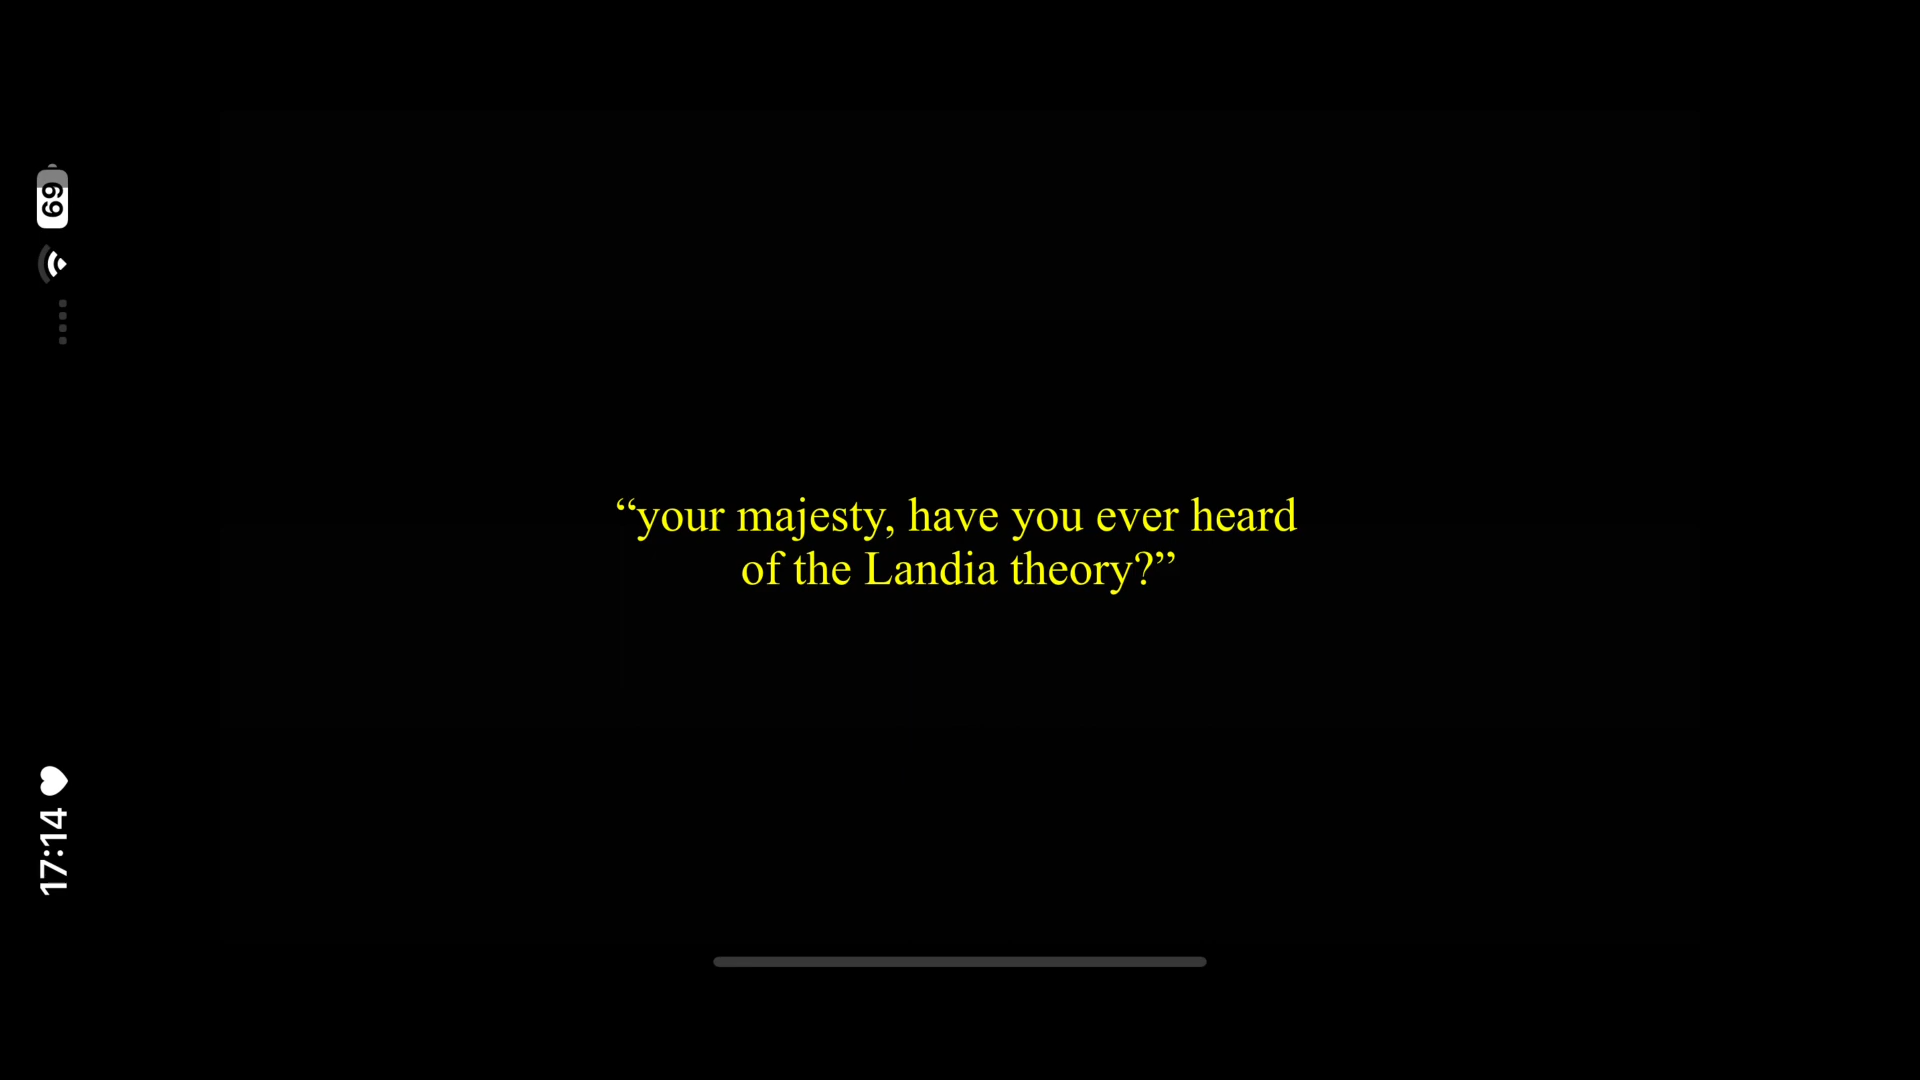 69
17:14
“your majesty, have you ever heard
of the Landia theory?”